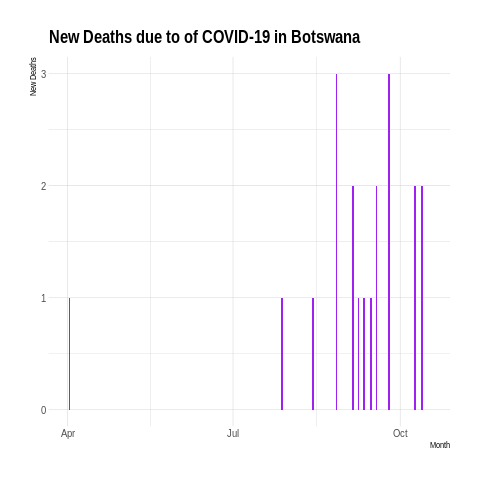 New Deaths due to of COVID-19 in Botswana
New Deaths
3
2
1
0
Apr
Jul
Oct
Month